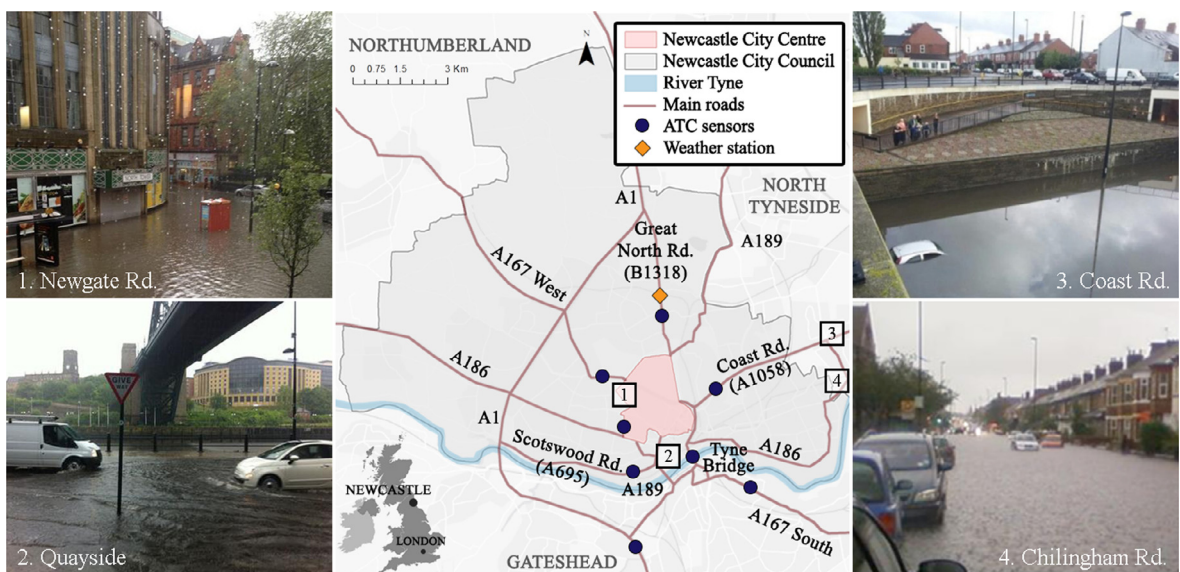 1. Newgate Rd.
GIVE
WAY
2. Quayside
NORTHUMBERLAND
N
0 0.75 1.5 3 Km
Newcastle City Centre
Newcastle City Council
River Tyne
Main roads
ATC sensors
Weather station
NORTH
TYNESIDE
A1
Great
North Rd.
(B1318)
A189
A167 West
A186
A1
Coast Rd.
(A1058)
3
4
1
2
Scotswood Rd.
(A695)
A189
Tyne
Bridge
A186
A167 South
NEWCASTLE
LONDON
GATESHEAD
3. Coast Rd.
4. Chilingham Rd.